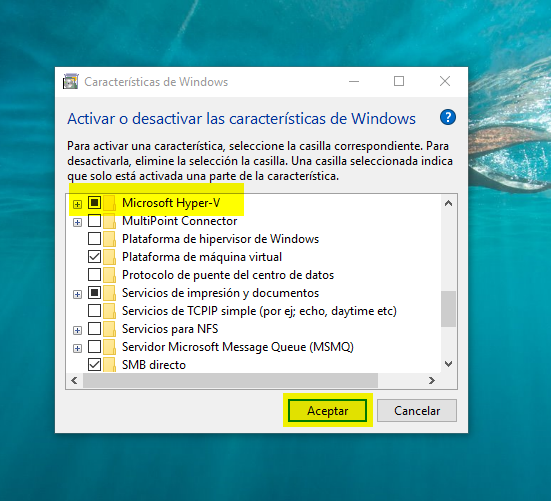 Características de Windows
Activar o desactivar las características de Windows
?
Para activar una característica, seleccione la casilla correspondiente. Para
desactivarla, elimine la selección la casilla. Una casilla seleccionada indica
que solo está activada una parte de la característica.
Microsoft Hyper-V
MultiPoint Connector
Plataforma de hipervisor de Windows
Plataforma de máquina virtual
Protocolo de puente del centro de datos
Servicios de impresión y documentos
Servicios de TCPIP simple (por ej; echo, daytime etc)
Servicios para NFS
Servidor Microsoft Message Queue (MSMQ)
SMB directo
Aceptar
Cancelar